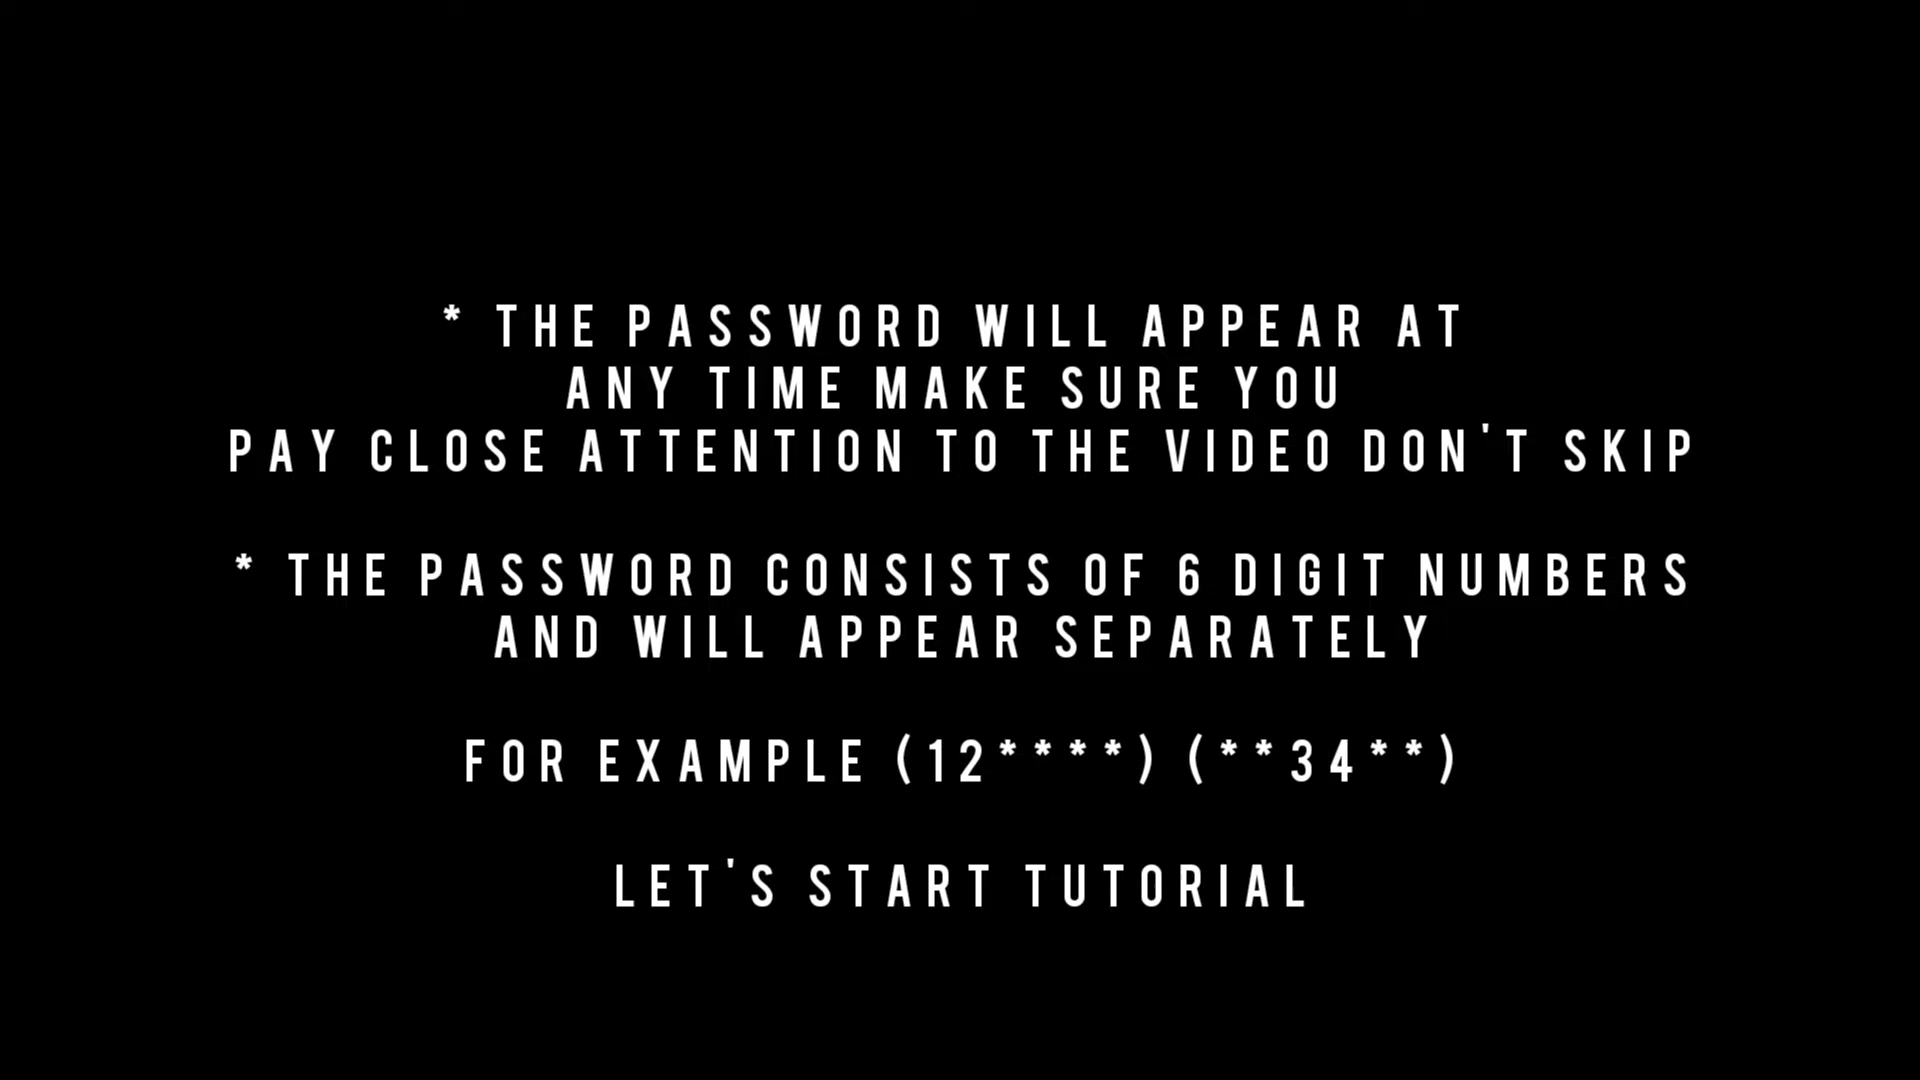 * THE PASSWORD WILL APPEAR AT
ANY TIME MAKE SURE YOU
PAY CLOSE ATTENTION TO THE VIDEO DON'T SKIP
* THE PASSWORD CONSISTS OF 6 DIGIT NUMBERS
AND WILL APPEAR SEPARATELY
FOR EXAMPLE (12****) (**34**)
LET'S START TUTORIAL